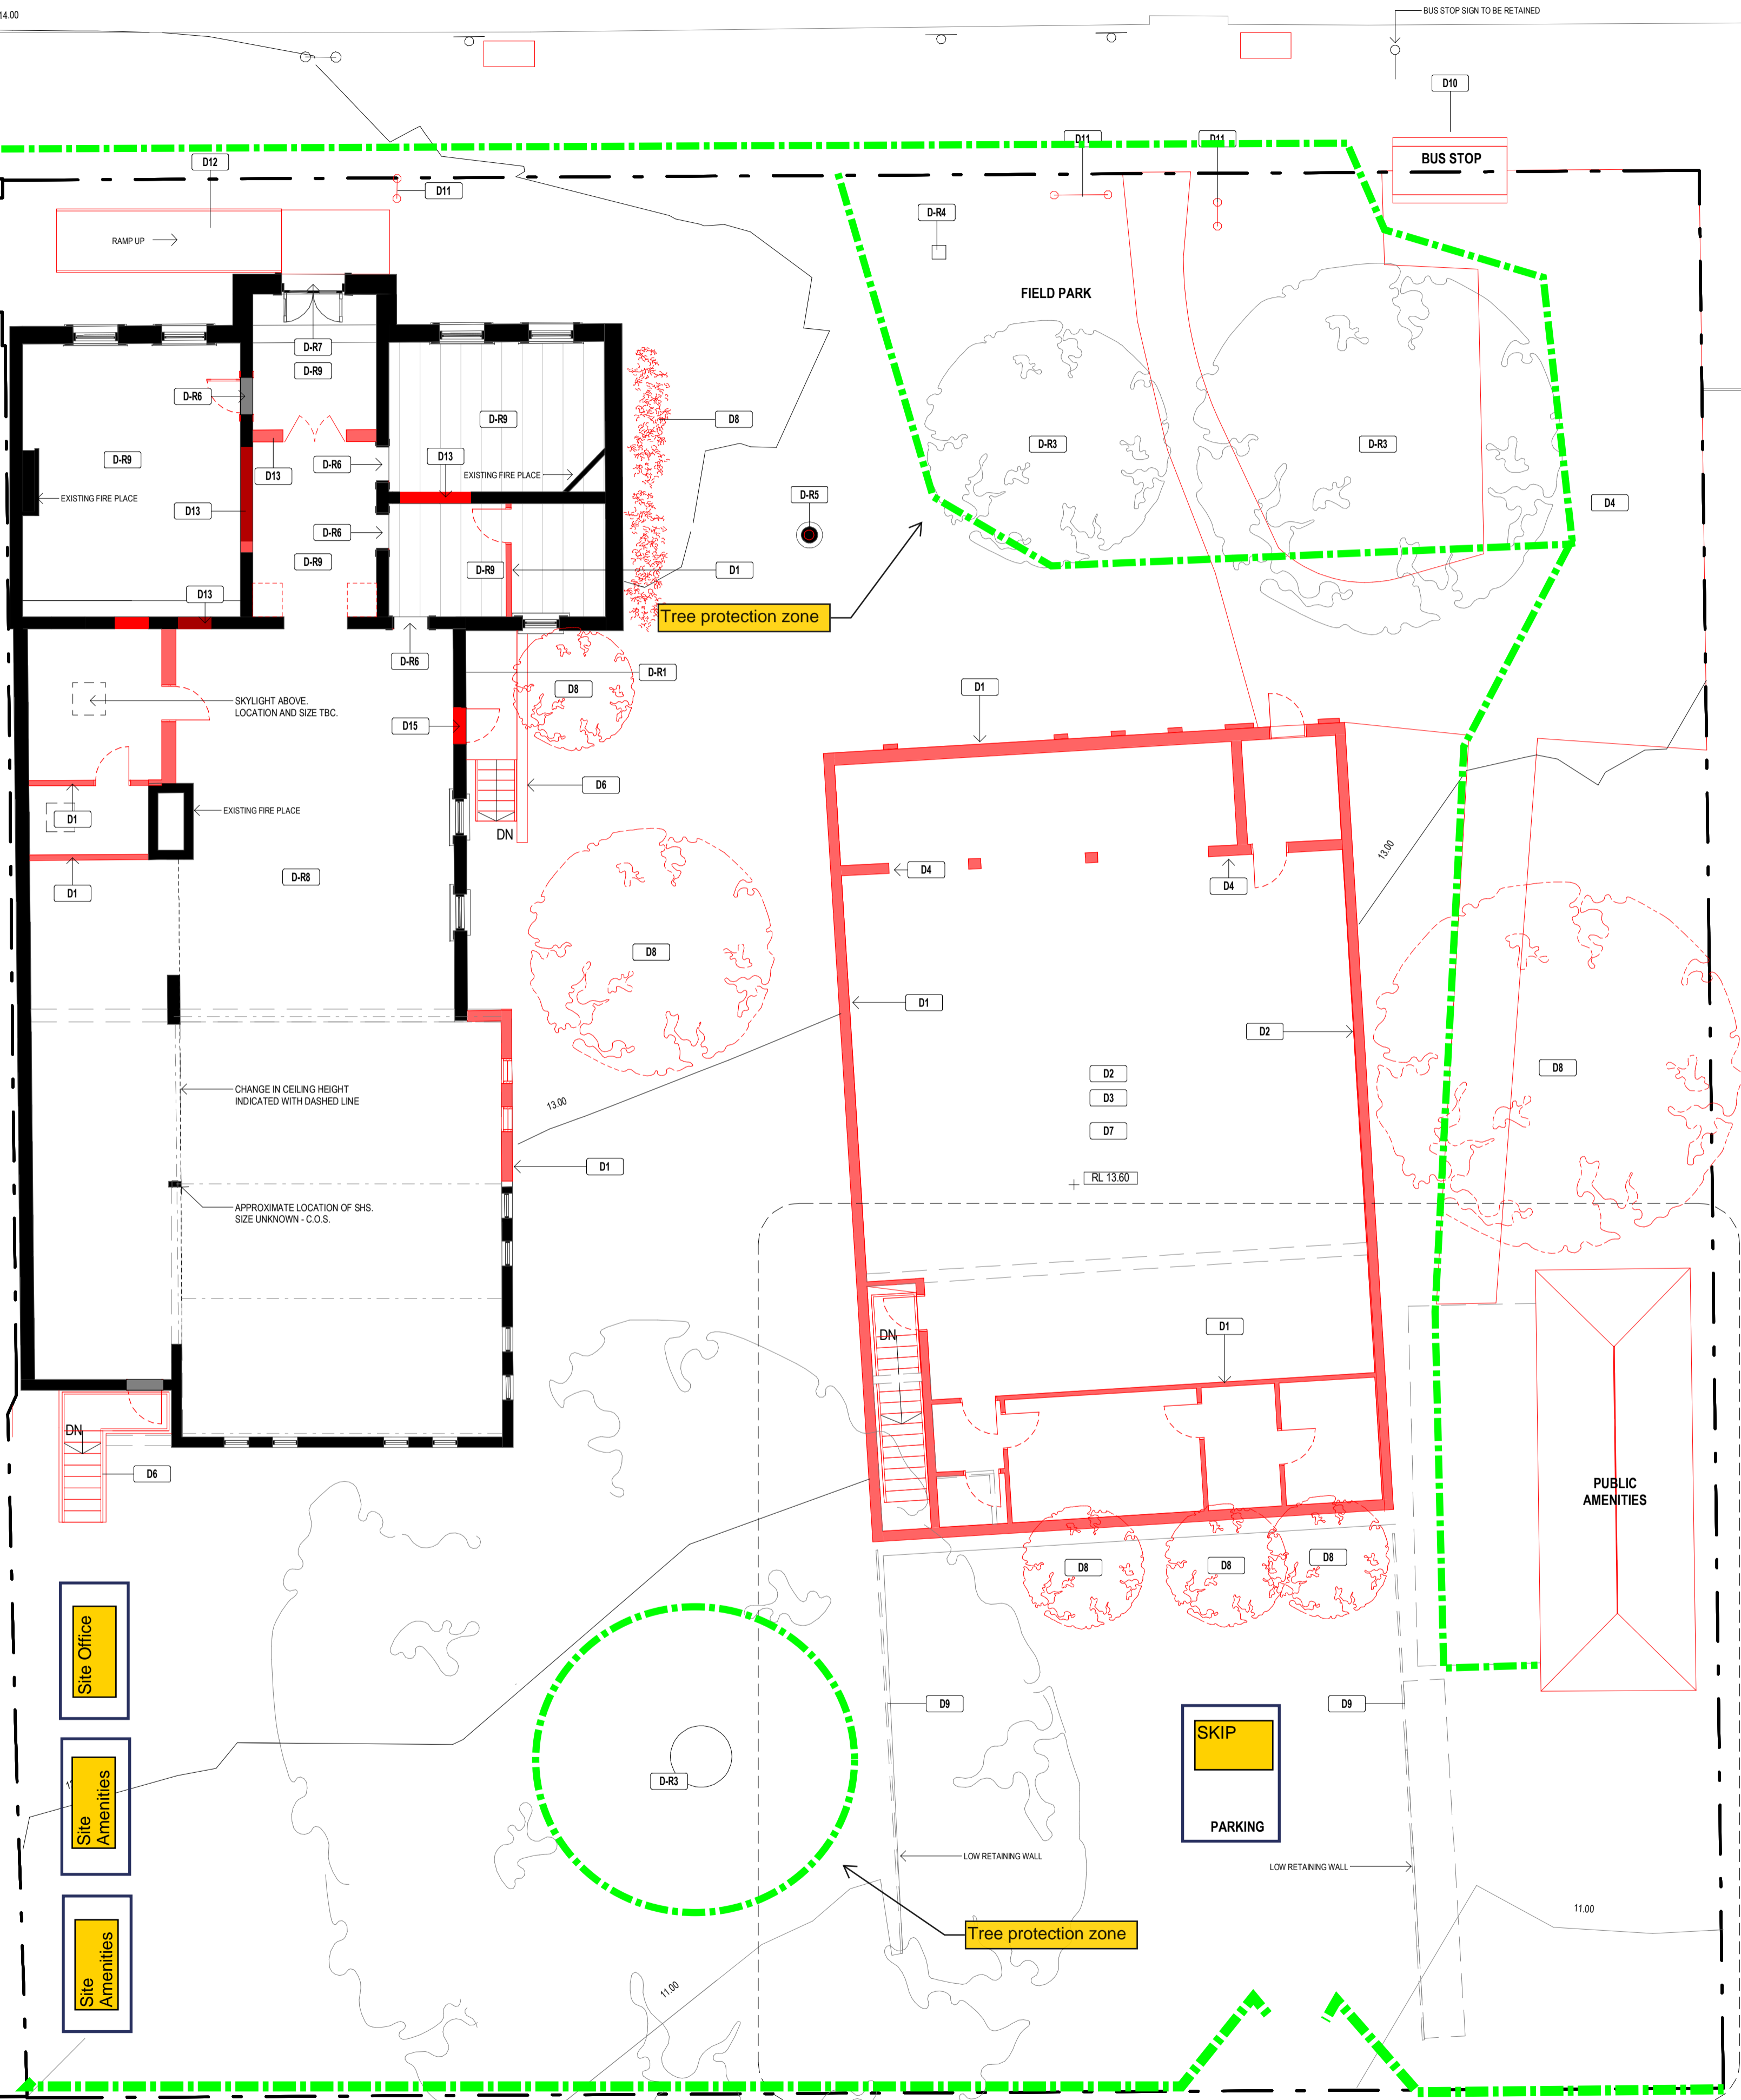 14.00
BUS STOP SIGN TO BE RETAINED
D10
D11
D11
BUS STOP
D12
D11
D-R4
RAMP UP
FIELD PARK
D-R7
D-R9
D-R6
D-R9
D8
D-R3
D-R3
D13
D-R9
D-R6
D13
EXISTING FIRE PLACE
EXISTING FIRE PLACE
D-R5
D4
D13
D-R6
D-R9
D-R9
D1
D13
Tree protection zone
D-R6
D-R1
D8
D1
SKYLIGHT ABOVE.
LOCATION AND SIZE TBC.
D15
D6
EXISTING FIRE PLACE
D1
DN
13.00
D4
D4
D1
D-R8
D8
D1
D2
D8
D2
D3
CHANGE IN CEILING HEIGHT
INDICATED WITH DASHED LINE
13.00
D7
D1
RL 13.60
APPROXIMATE LOCATION OF SHS.
SIZE UNKNOWN - C.O.S.
D1
DN
DN
D6
PUBLIC
AMENITIES
D8
D8
D8
Site Office
D9
D9
SKIP
D-R3
Site
Amenities
PARKING
LOW RETAINING WALL
LOW RETAINING WALL
11.00
Tree protection zone
Site
Amenities
11.00